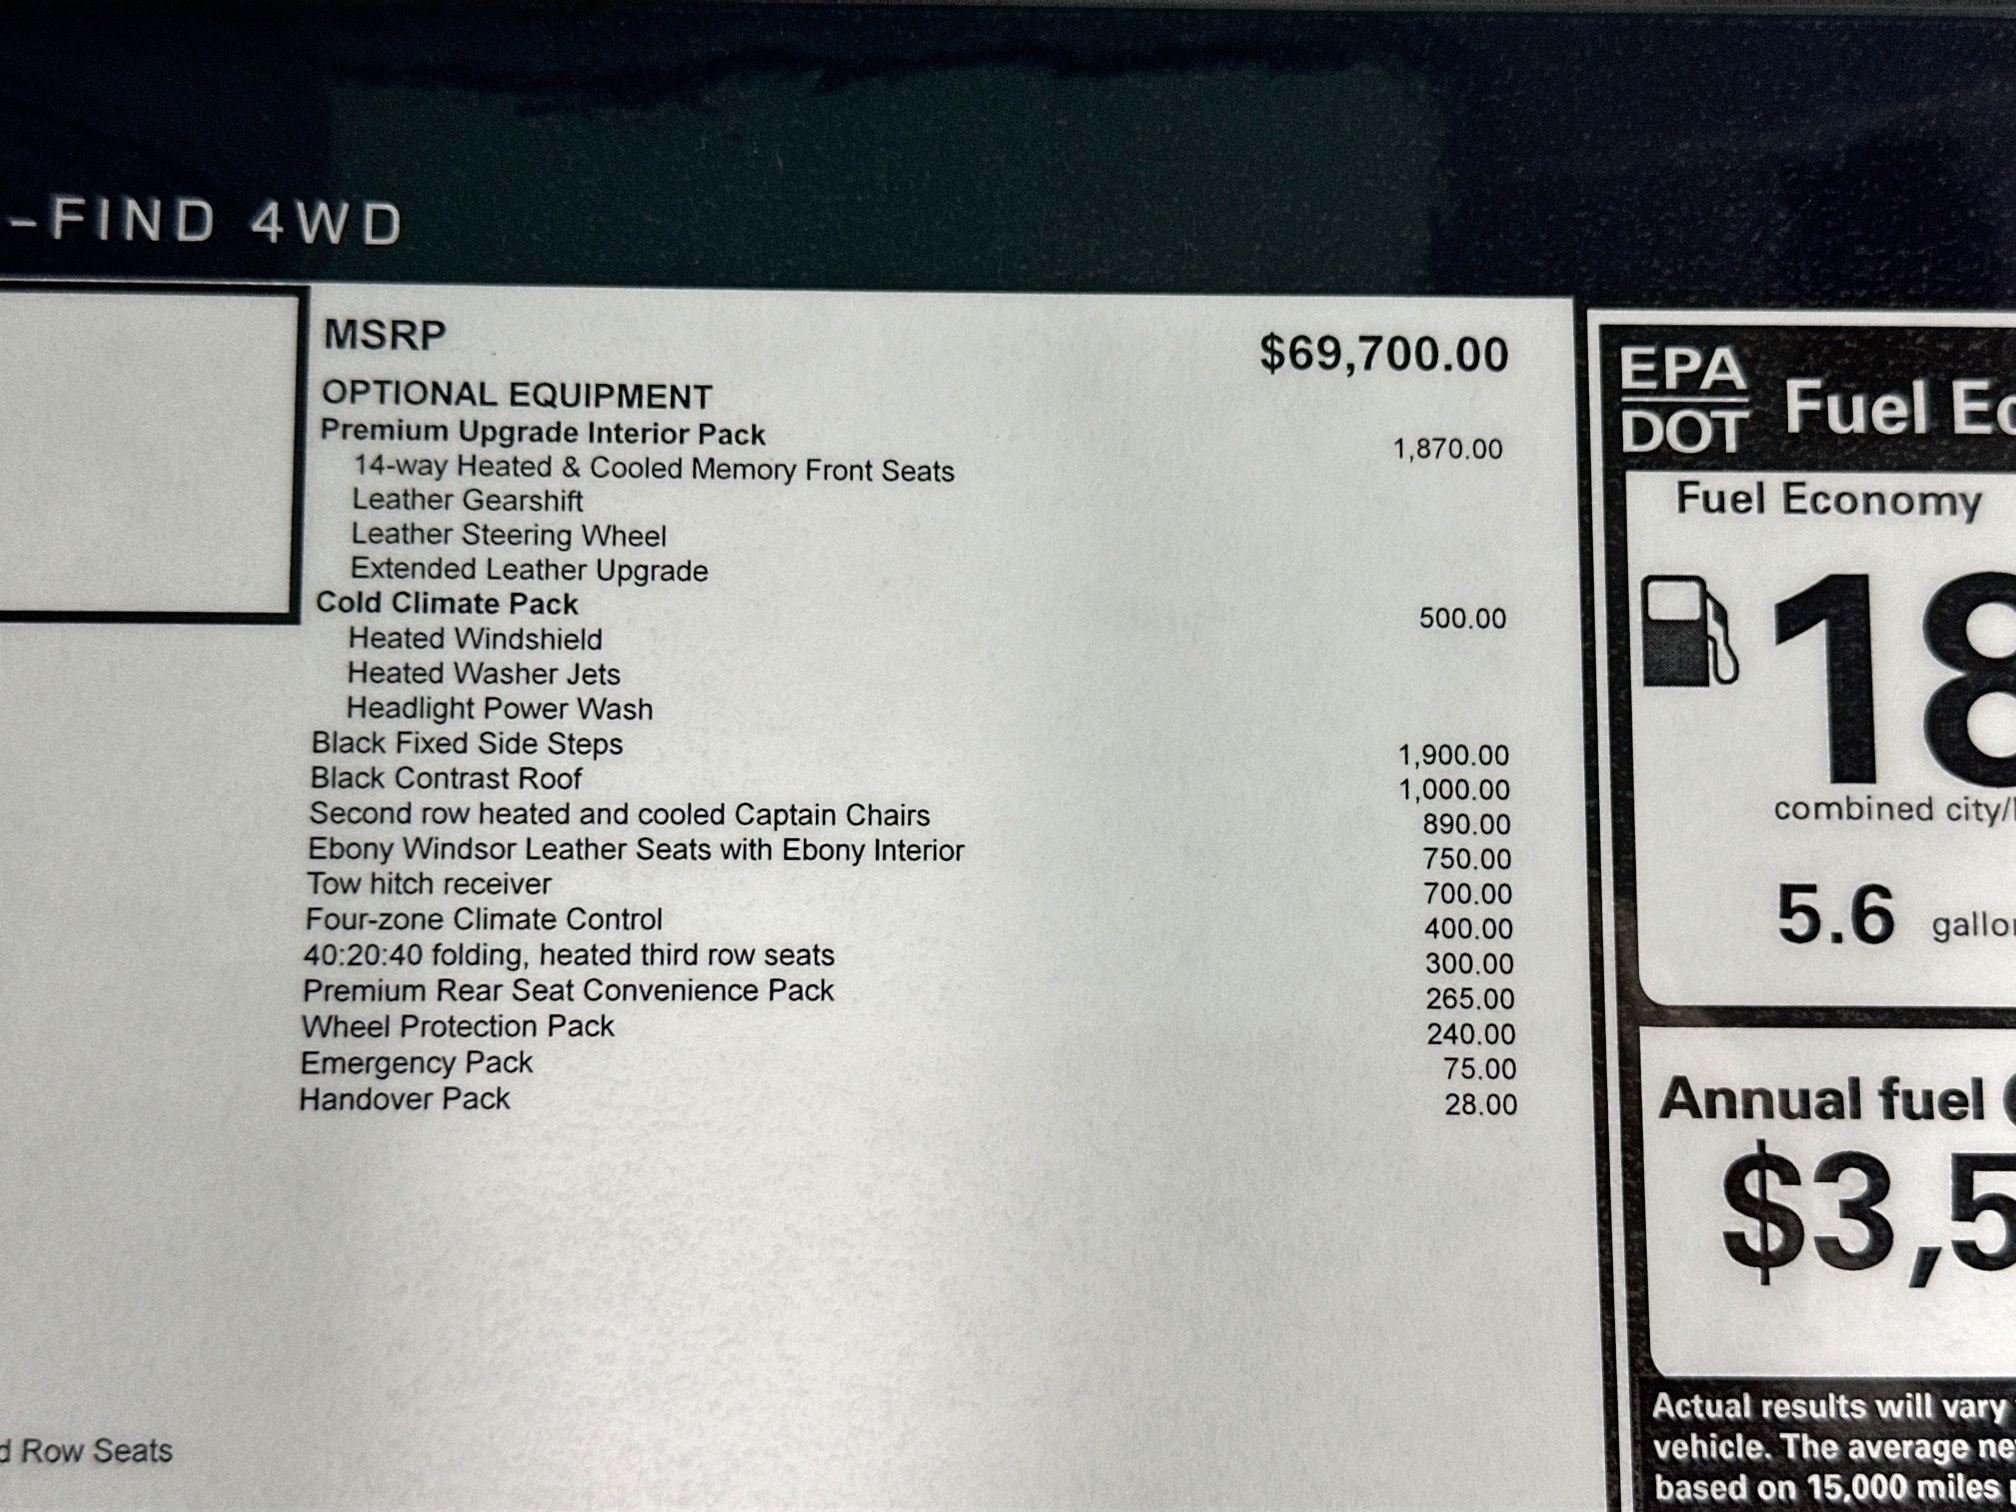 -FIND 4WD
MSRP $69,700.00
OPTIONAL EQUIPMENT
Premium Upgrade Interior Pack 1,870.00
14-way Heated & Cooled Memory Front Seats
Leather Gearshift
Leather Steering Wheel
Extended Leather Upgrade
Cold Climate Pack 500.00
Heated Windshield
Heated Washer Jets
Headlight Power Wash
Black Fixed Side Steps 1,900.00
Black Contrast Roof 1,000.00
Second row heated and cooled Captain Chairs 890.00
Ebony Windsor Leather Seats with Ebony Interior 750.00
Tow hitch receiver 700.00
Four-zone Climate Control 400.00
40:20:40 folding, heated third row seats 300.00
Premium Rear Seat Convenience Pack 265.00
Wheel Protection Pack 240.00
Emergency Pack 75.00
Handover Pack 28.00
Row Seats
EPA
DOT
Fuel Ec
Fuel Economy
18
combined city/
5.6 gallo
Annual fuel
$3,5
Actual results will vary
vehicle. The average ne
based on 15,000 miles